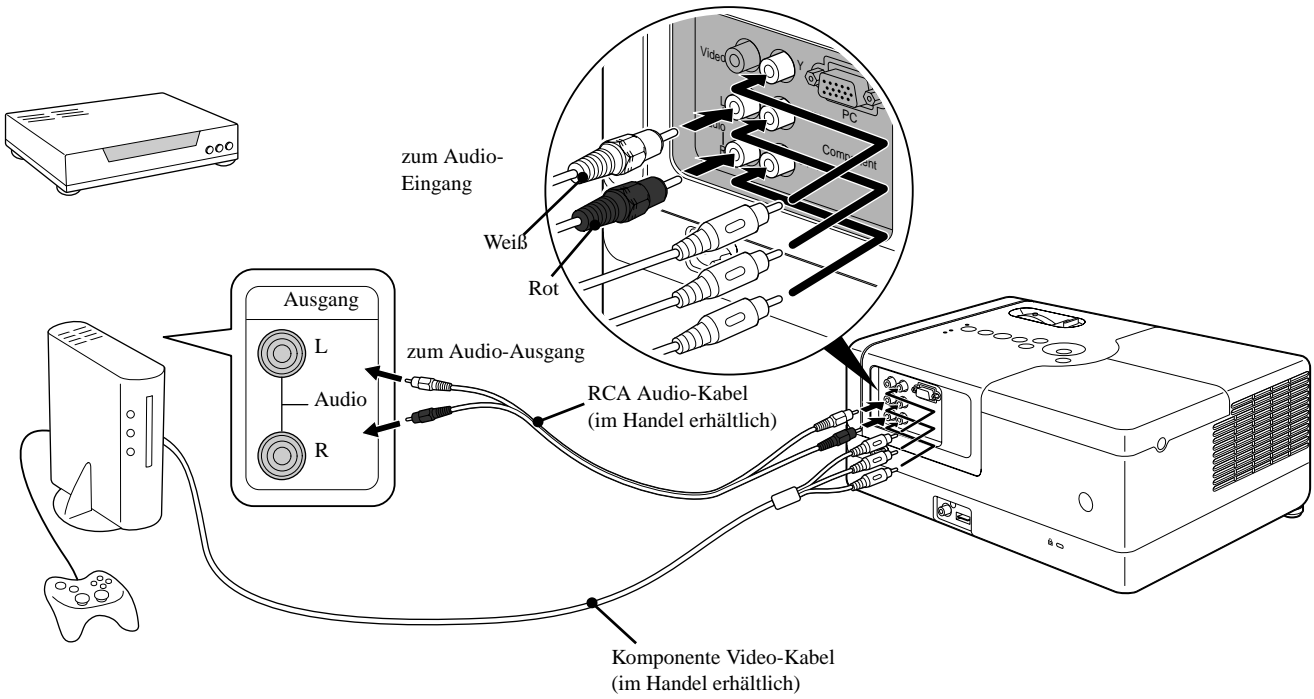 Video
Y
PC
L
R
Component
zum Audio-
Eingang
Weiß
Rot
Ausgang
L
Audio
R
zum Audio-Ausgang
RCA Audio-Kabel
(im Handel erhältlich)
Komponente Video-Kabel
(im Handel erhältlich)